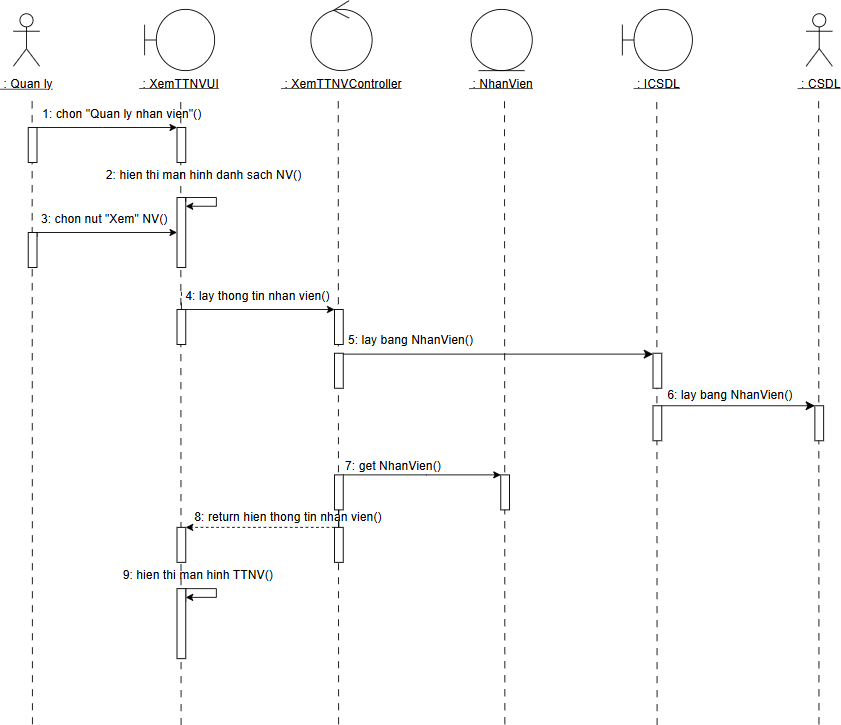 : Quan ly
: XemTTNVUI
: XemTTNVController
: NhanVien
: ICSDL
: CSDL
1: chon "Quan ly nhan vien"()
2: hien thi man hinh danh sach NV()
3: chon nut "Xem" NV()
4: lay thong tin nhan vien()
5: lay bang NhanVien()
6: lay bang NhanVien()
7: get NhanVien()
8: return hien thong tin nhan vien()
9: hien thi man hinh TTNV()